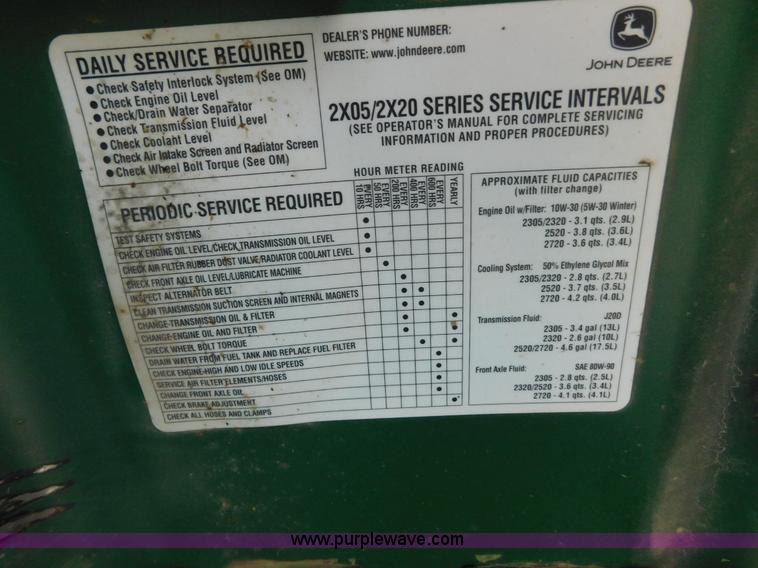 DAILY SERVICE REQUIRED
● Check Safety Interlock System (See OM)
● Check Engine Oil Level
● Check/Drain Water Separator
● Check Transmission Fluid Level
● Check Coolant Level
● Check Air Intake Screen and Radiator Screen
● Check Wheel Bolt Torque (See OM)
DEALER'S PHONE NUMBER:
WEBSITE: www.johndeere.com
JOHN DEERE
2X05/2X20 SERIES SERVICE INTERVALS
(SEE OPERATOR'S MANUAL FOR COMPLETE SERVICING
INFORMATION AND PROPER PROCEDURES)
HOUR METER READING
PERIODIC SERVICE REQUIRED
EVERY 10 HRS
EVERY 50 HRS
EVERY 200 HRS
EVERY 400 HRS
EVERY 600 HRS
YEARLY
TEST SAFETY SYSTEMS
CHECK ENGINE OIL LEVEL/CHECK TRANSMISSION OIL LEVEL
CHECK AIR FILTER RUBBER DUST VALVE/RADIATOR COOLANT LEVEL
CHECK FRONT AXLE OIL LEVEL/LUBRICATE MACHINE
INSPECT ALTERNATOR BELT
CLEAN TRANSMISSION SUCTION SCREEN AND INTERNAL MAGNETS
CHANGE TRANSMISSION OIL & FILTER
CHANGE ENGINE OIL AND FILTER
CHECK WHEEL BOLT TORQUE
DRAIN WATER FROM FUEL TANK AND REPLACE FUEL FILTER
CHECK ENGINE-HIGH AND LOW IDLE SPEEDS
SERVICE AIR FILTER ELEMENTS/HOSES
CHANGE FRONT AXLE OIL
CHECK BRAKE ADJUSTMENT
CHECK ALL HOSES AND CLAMPS
APPROXIMATE FLUID CAPACITIES
(with filter change)
Engine Oil w/Filter: 10W-30 (5W-30 Winter)
2305/2320 - 3.1 qts. (2.9L)
2520 - 3.8 qts. (3.6L)
2720 - 3.6 qts. (3.4L)
Cooling System: 50% Ethylene Glycol Mix
2305/2320 - 2.8 qts. (2.7L)
2520 - 3.7 qts. (3.5L)
2720 - 4.2 qts. (4.0L)
Transmission Fluid: J20D
2305 - 3.4 gal (13L)
2320 - 2.6 gal (10L)
2520/2720 - 4.6 gal (17.5L)
Front Axle Fluid: SAE 80W-90
2305 - 2.8 qts. (2.5L)
2320/2520 - 3.6 qts. (3.4L)
2720 - 4.1 qts. (4.1L)
www.purplewave.com